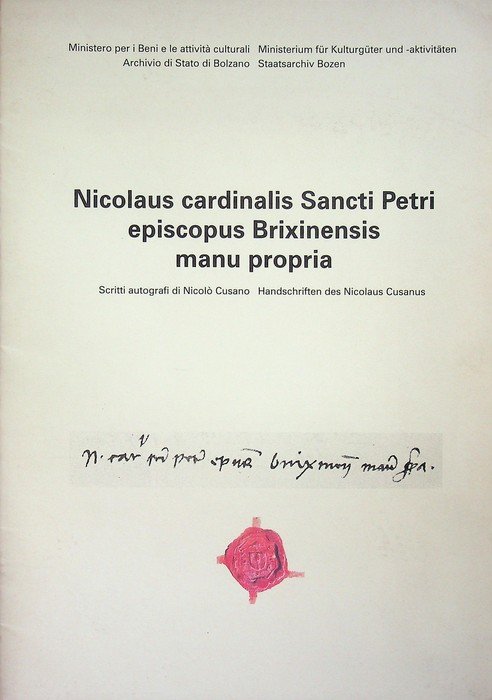 Ministero per i Beni e le attività culturali Ministerium für Kulturgüter und -aktivitäten
Archivio di Stato di Bolzano Staatsarchiv Bozen
Nicolaus cardinalis Sancti Petri
episcopus Brixinensis
manu propria
Scritti autografi di Nicolò Cusano Handschriften des Nicolaus Cusanus
N. car